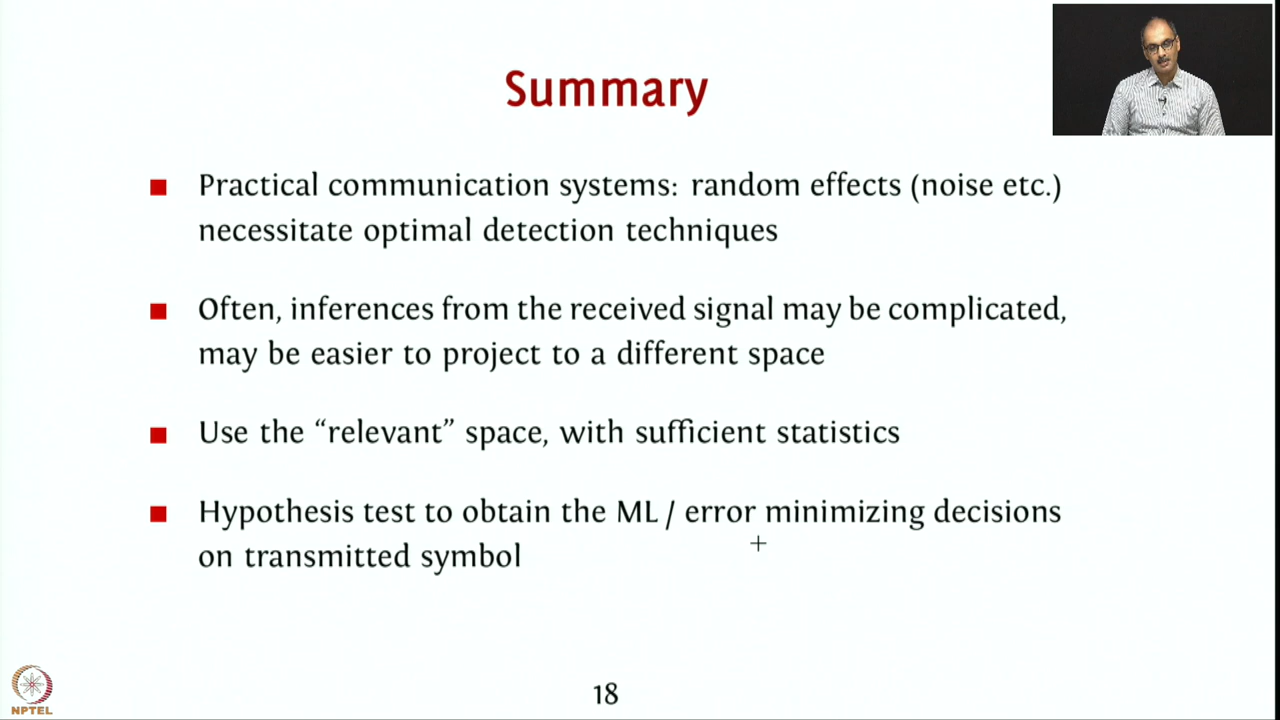 Summary
Practical communication systems: random effects (noise etc.)
necessitate optimal detection techniques
Often, inferences from the received signal may be complicated,
may be easier to project to a different space
Use the “relevant” space, with sufficient statistics
Hypothesis test to obtain the ML / error minimizing decisions
on transmitted symbol
18
NPTEL